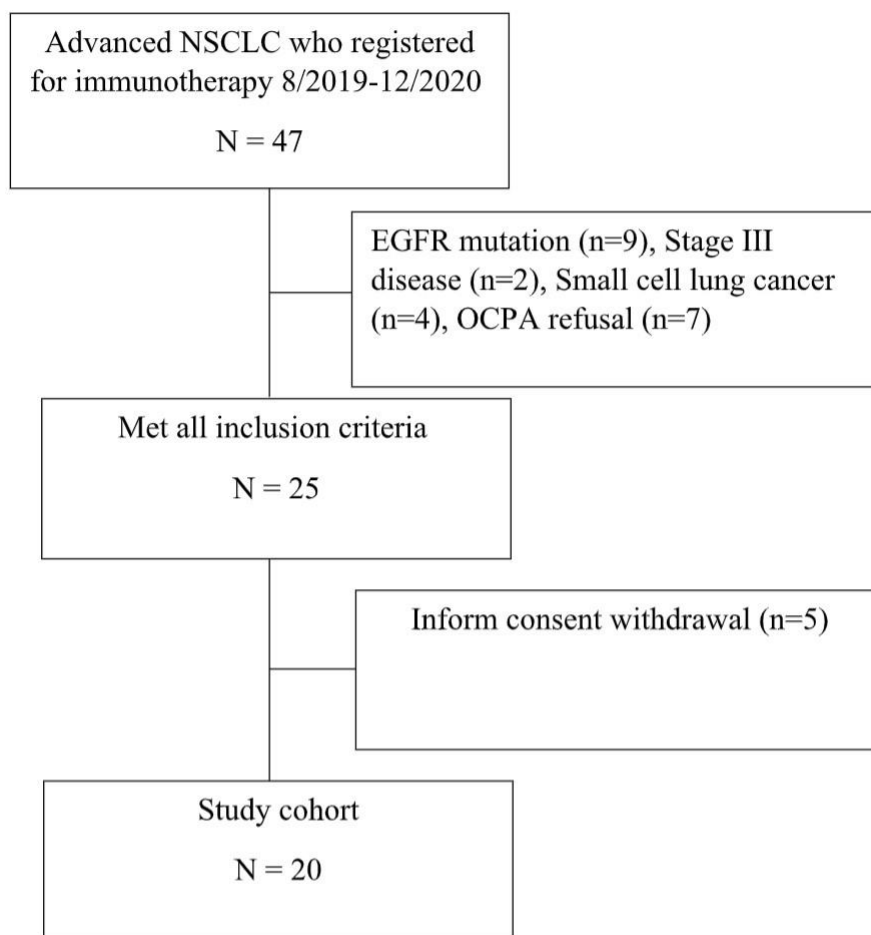 Advanced NSCLC who registered
for immunotherapy 8/2019-12/2020
N = 47
EGFR mutation (n=9), Stage III
disease (n=2), Small cell lung cancer
(n=4), OCPA refusal (n=7)
Met all inclusion criteria
N = 25
Inform consent withdrawal (n=5)
Study cohort
N = 20